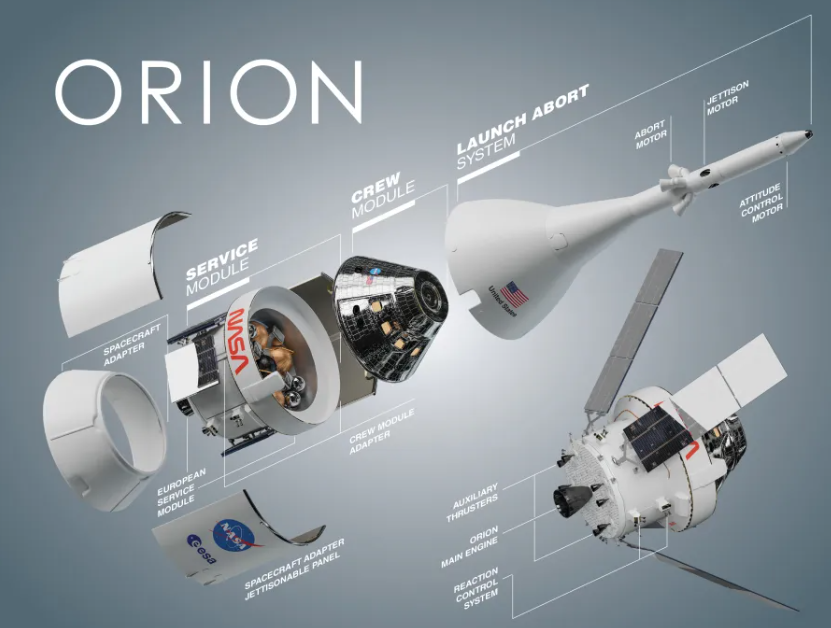 ORION
LAUNCH ABORT
SYSTEM
JETTISON
MOTOR
ABORT
MOTOR
ATTITUDE
CONTROL
MOTOR
CREW
MODULE
SERVICE
MODULE
United States
NASA
SPACECRAFT
ADAPTER
CREW MODULE
ADAPTER
EUROPEAN
SERVICE
MODULE
esa
NASA
SPACECRAFT ADAPTER
JETTISONABLE PANEL
AUXILIARY
THRUSTERS
ORION
MAIN ENGINE
REACTION
CONTROL
SYSTEM